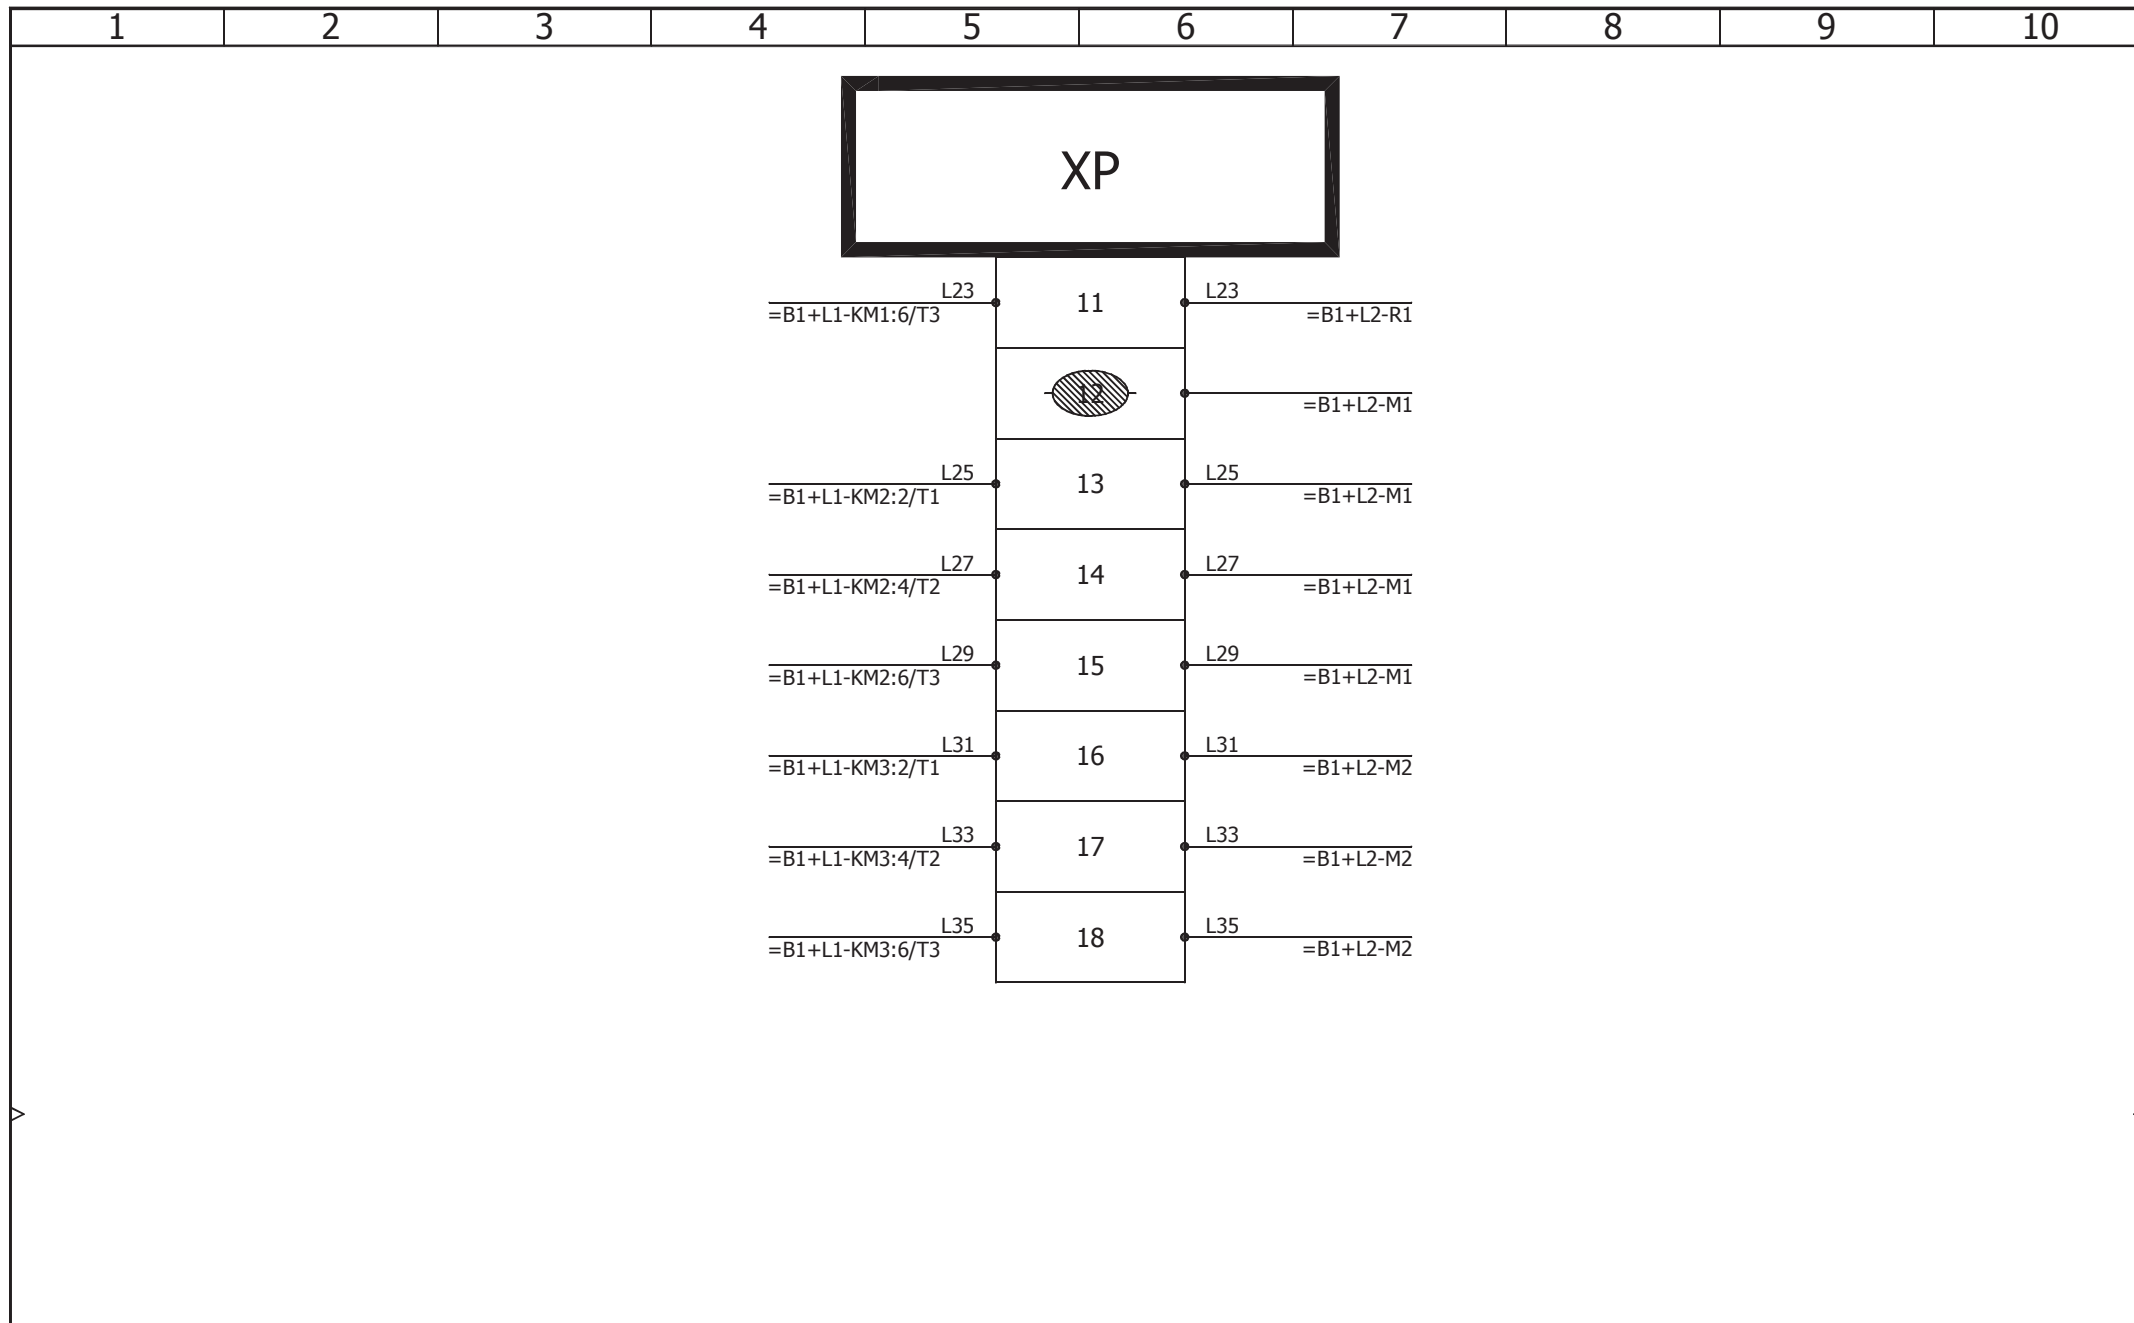 1 2 3 4 5 6 7 8 9 10
XP
L23 11 L23
=B1+L1-KM1:6/T3 =B1+L2-R1
12
=B1+L2-M1
L25 13 L25
=B1+L1-KM2:2/T1 =B1+L2-M1
L27 14 L27
=B1+L1-KM2:4/T2 =B1+L2-M1
L29 15 L29
=B1+L1-KM2:6/T3 =B1+L2-M1
L31 16 L31
=B1+L1-KM3:2/T1 =B1+L2-M2
L33 17 L33
=B1+L1-KM3:4/T2 =B1+L2-M2
L35 18 L35
=B1+L1-KM3:6/T3 =B1+L2-M2